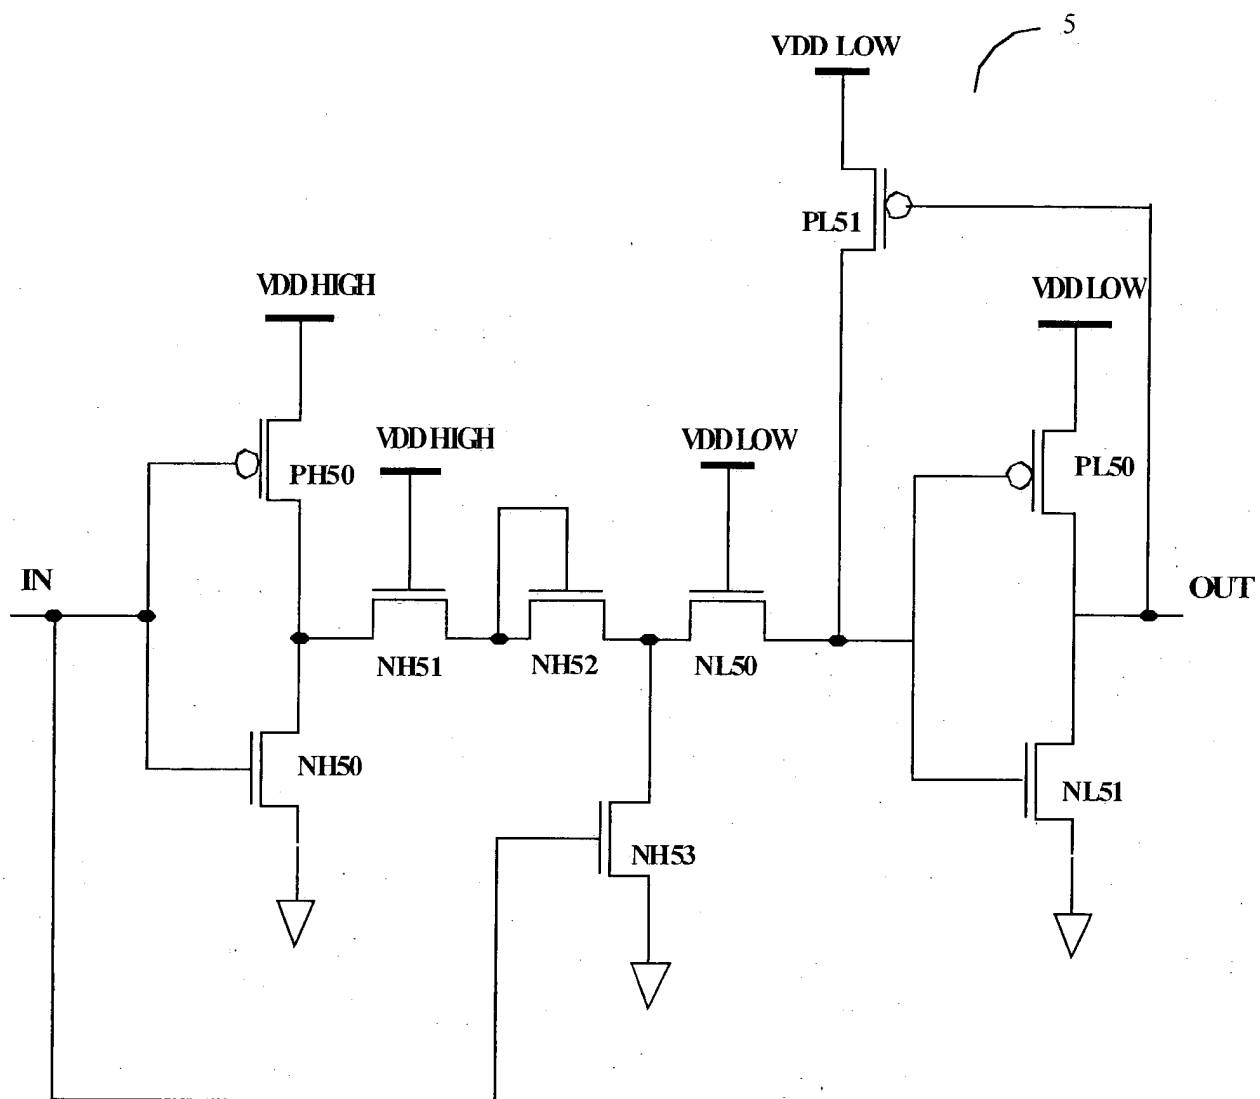 5
VDD LOW
PL51
VDD HIGH
VDD LOW
VDD HIGH
VDD LOW
PH50
PL50
IN
OUT
NH51
NH52
NL50
NH50
NL51
NH53